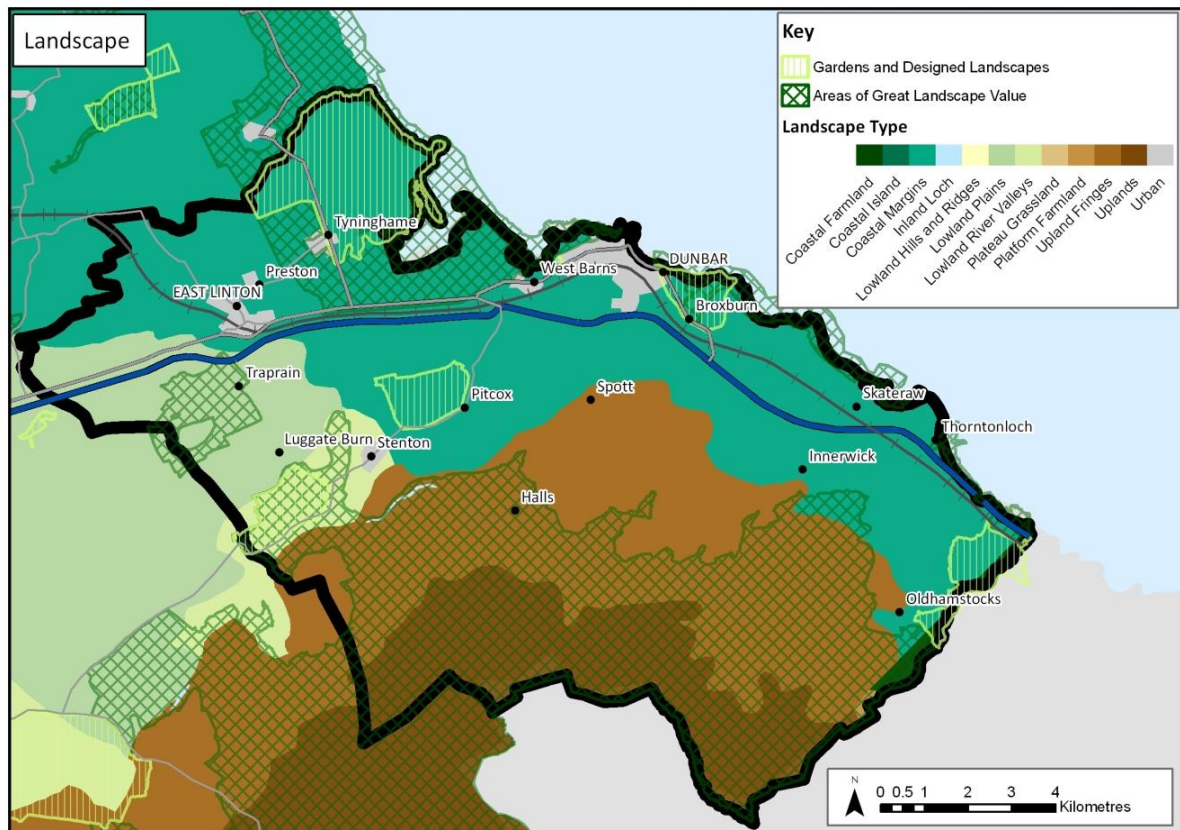 Landscape
Key
Gardens and Designed Landscapes
Areas of Great Landscape Value
Landscape Type
Coastal Farmland
Coastal Island
Coastal Margins
Inland Loch
Lowland Hills and Ridges
Lowland Plains
Lowland River Valleys
Plateau Grassland
Platform Farmland
Upland Fringes
Uplands
Urban
Tyninghame
Preston
EAST LINTON
West Barns
DUNBAR
Broxburn
Traprain
Pitcox
Spott
Skateraw
Thorntonloch
Luggate Burn
Stenton
Innerwick
Halls
Oldhamstocks
N
0 0.5 1 2 3 4
Kilometres